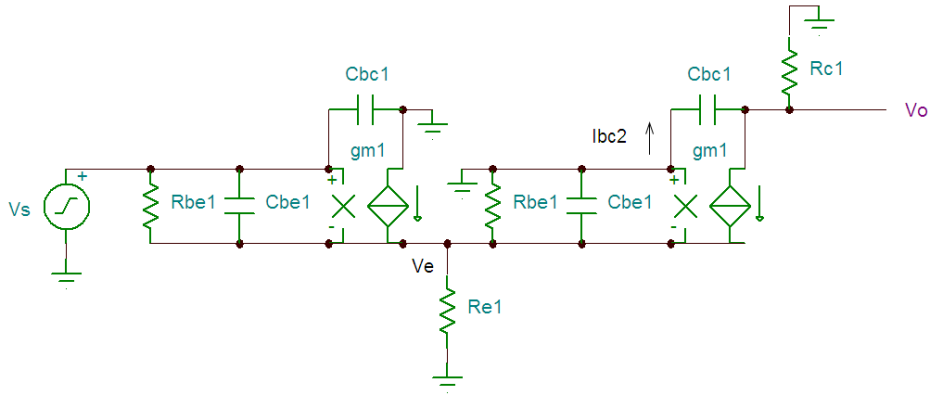 Rc1
Cbc1
Cbc1
Vo
Ibc2
gm1
gm1
+
+
+
Vs
Rbe1
Cbe1
Rbe1
Cbe1
-
-
Ve
Re1